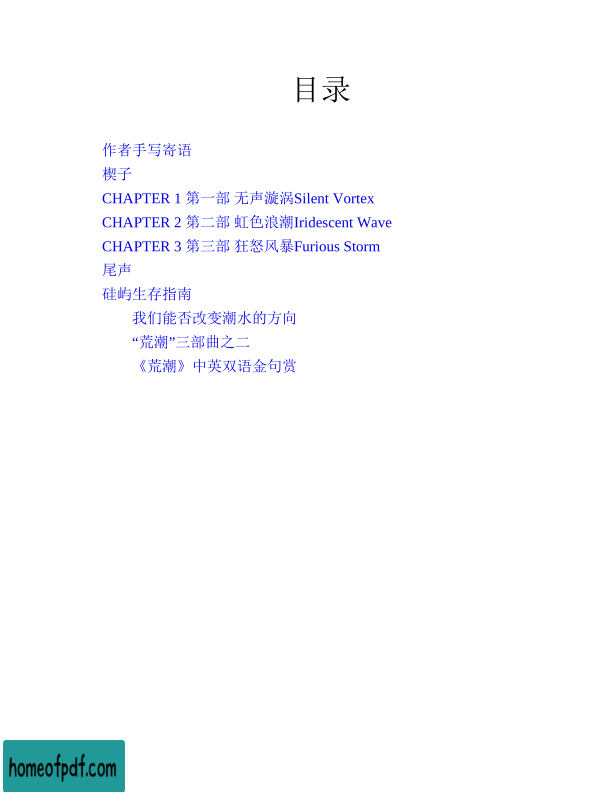 目录
作者手写寄语
楔子
CHAPTER 1 第一部 无声漩涡Silent Vortex
CHAPTER 2 第二部 虹色浪潮Iridescent Wave
CHAPTER 3 第三部 狂怒风暴Furious Storm
尾声
硅屿生存指南
我们能否改变潮水的方向
“荒潮”三部曲之二
《荒潮》中英双语金句赏
homeofpdf.com